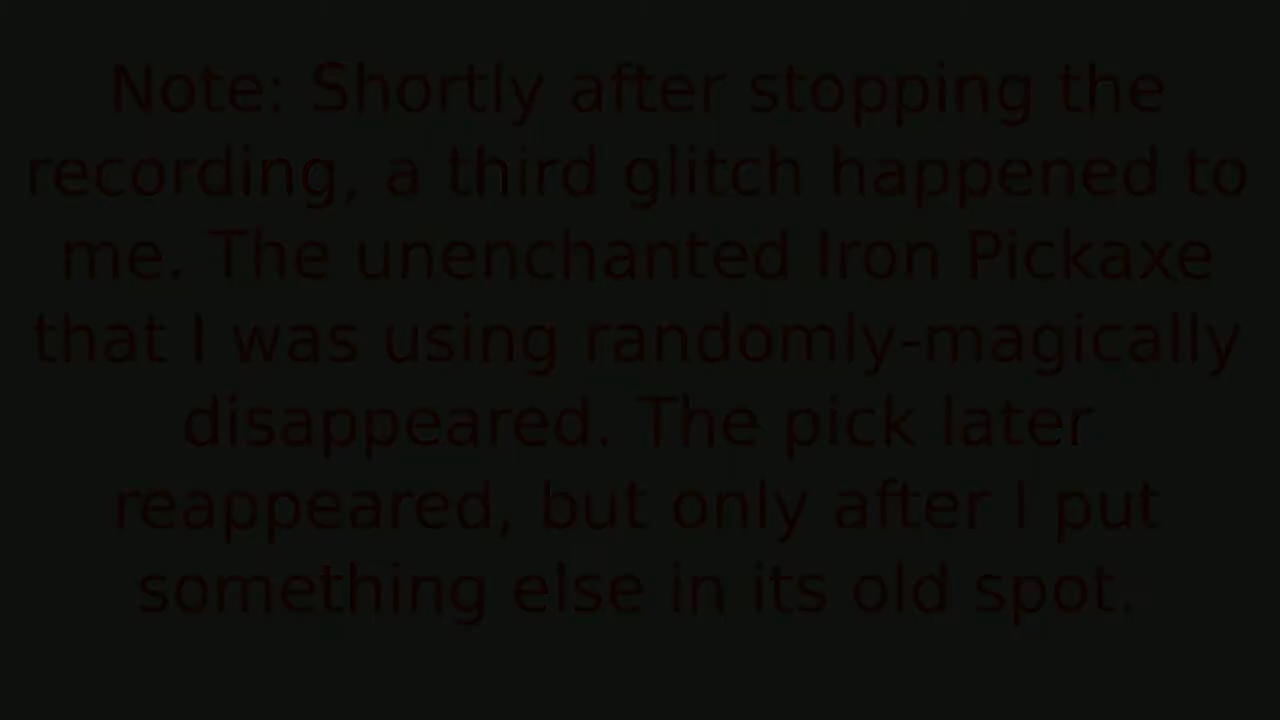 Note: Shortly after stopping the
recording, a third glitch happened to
me. The unenchanted Iron Pickaxe
that I was using randomly-magically
disappeared. The pick later
reappeared, but only after I put
something else in its old spot.